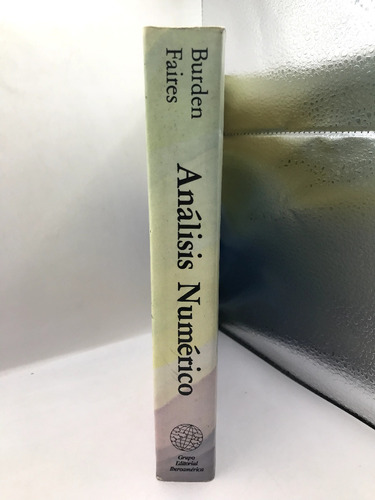 Burden
Faires
Análisis Numérico
Grupo
Editorial
Iberoamérica